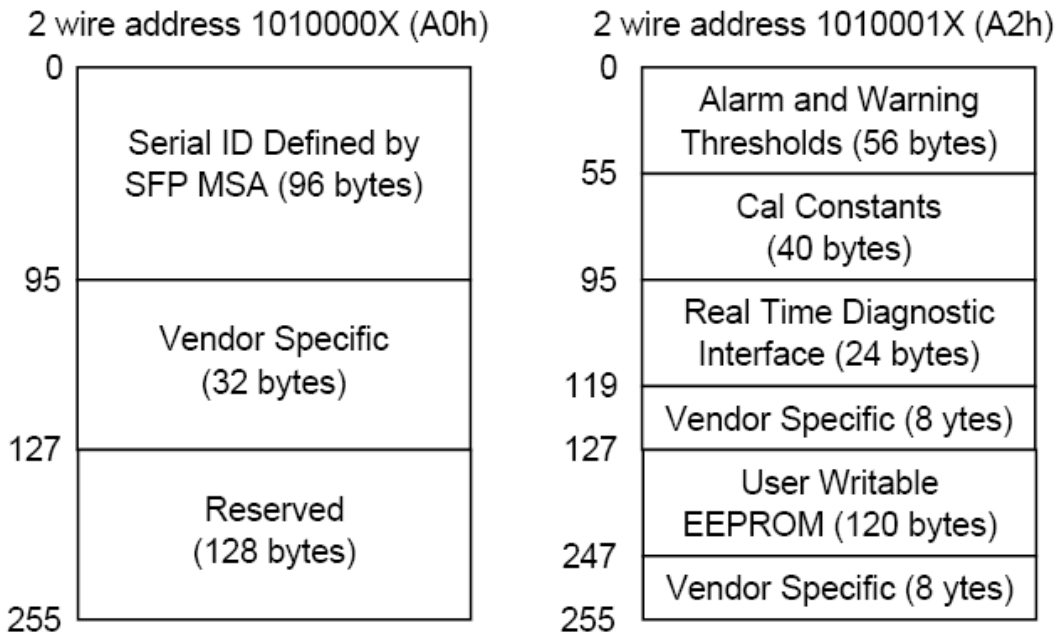 2 wire address 1010000X (A0h)
0
Serial ID Defined by
SFP MSA (96 bytes)
95
Vendor Specific
(32 bytes)
127
Reserved
(128 bytes)
255
2 wire address 1010001X (A2h)
0
Alarm and Warning
Thresholds (56 bytes)
55
Cal Constants
(40 bytes)
95
Real Time Diagnostic
Interface (24 bytes)
119
Vendor Specific (8 ytes)
127
User Writable
EEPROM (120 bytes)
247
Vendor Specific (8 ytes)
255